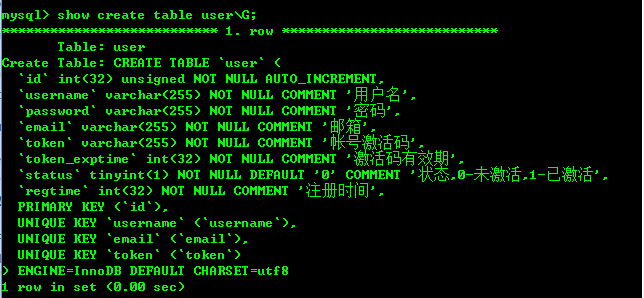 mysql> show create table user\G;
*************************** 1. row ***************************
       Table: user
Create Table: CREATE TABLE `user` (
  `id` int(32) unsigned NOT NULL AUTO_INCREMENT,
  `username` varchar(255) NOT NULL COMMENT '用户名',
  `password` varchar(255) NOT NULL COMMENT '密码',
  `email` varchar(255) NOT NULL COMMENT '邮箱',
  `token` varchar(255) NOT NULL COMMENT '帐号激活码',
  `token_exptime` int(32) NOT NULL COMMENT '激活码有效期',
  `status` tinyint(1) NOT NULL DEFAULT '0' COMMENT '状态,0-未激活,1-已激活',
  `regtime` int(32) NOT NULL COMMENT '注册时间',
  PRIMARY KEY (`id`),
  UNIQUE KEY `username` (`username`),
  UNIQUE KEY `email` (`email`),
  UNIQUE KEY `token` (`token`)
) ENGINE=InnoDB DEFAULT CHARSET=utf8
1 row in set (0.00 sec)